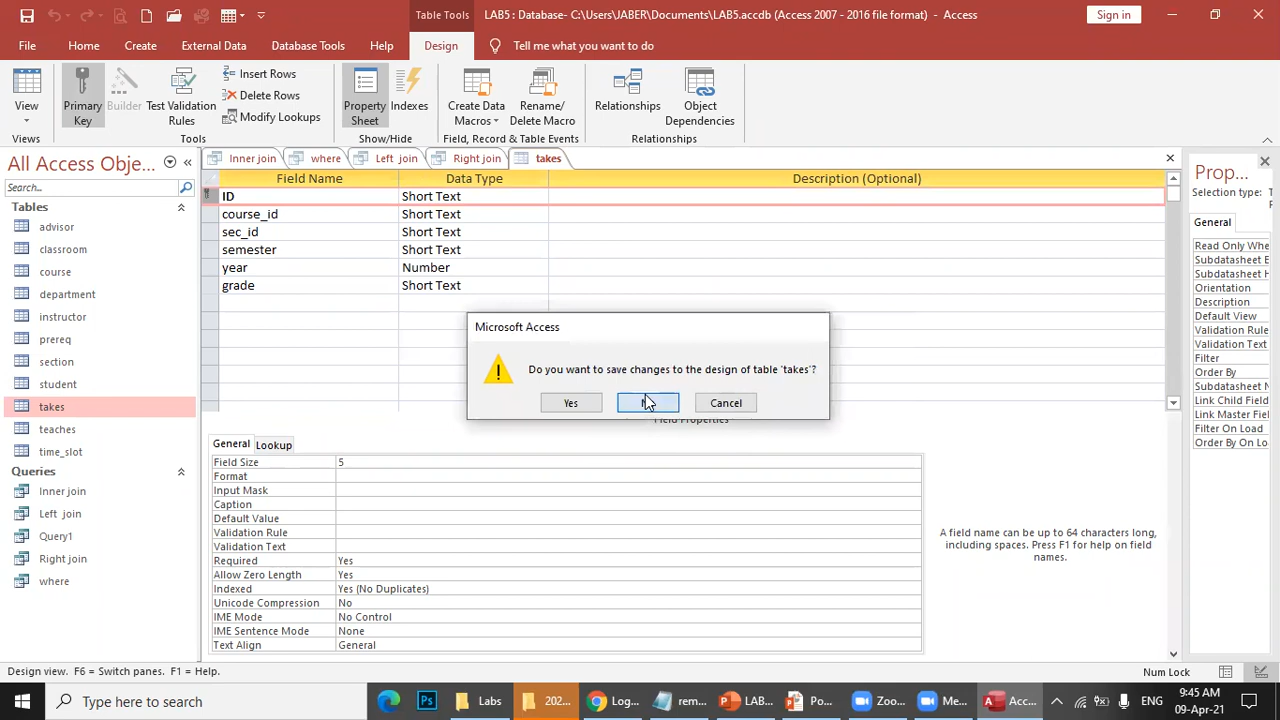 Table Tools
LAB5 : Database- C:\Users\JABER\Documents\LAB5.accdb (Access 2007 - 2016 file format) - Access
Sign in
File Home Create External Data Database Tools Help Design Tell me what you want to do
View
Primary Key
Builder
Test Validation Rules
Insert Rows
Delete Rows
Modify Lookups
Property Sheet
Indexes
Create Data Macros
Rename/ Delete Macro
Relationships
Object Dependencies
Views Tools Show/Hide Field, Record & Table Events Relationships
All Access Obje...
Search...
Tables
advisor
classroom
course
department
instructor
prereq
section
student
takes
teaches
time_slot
Queries
Inner join
Left join
Query1
Right join
where
Inner join where Left join Right join takes
Field Name Data Type Description (Optional)
ID Short Text
course_id Short Text
sec_id Short Text
semester Short Text
year Number
grade Short Text
Microsoft Access
Do you want to save changes to the design of table 'takes'?
Yes Cancel
Field Properties
General Lookup
Field Size 5
Format
Input Mask
Caption
Default Value
Validation Rule
Validation Text
Required Yes
Allow Zero Length Yes
Indexed Yes (No Duplicates)
Unicode Compression No
IME Mode No Control
IME Sentence Mode None
Text Align General
A field name can be up to 64 characters long,
including spaces. Press F1 for help on field
names.
Prop...
Selection type:
General
Read Only Whe
Subdatasheet E
Subdatasheet H
Orientation
Description
Default View
Validation Rule
Validation Text
Filter
Order By
Subdatasheet N
Link Child Field
Link Master Fie
Filter On Load
Order By On Lo
Design view. F6 = Switch panes. F1 = Help.
Num Lock
Type here to search
Ps
Labs
202...
Log...
rem...
LAB...
Po...
Zoo...
Me...
Acc...
ENG
9:45 AM
09-Apr-21